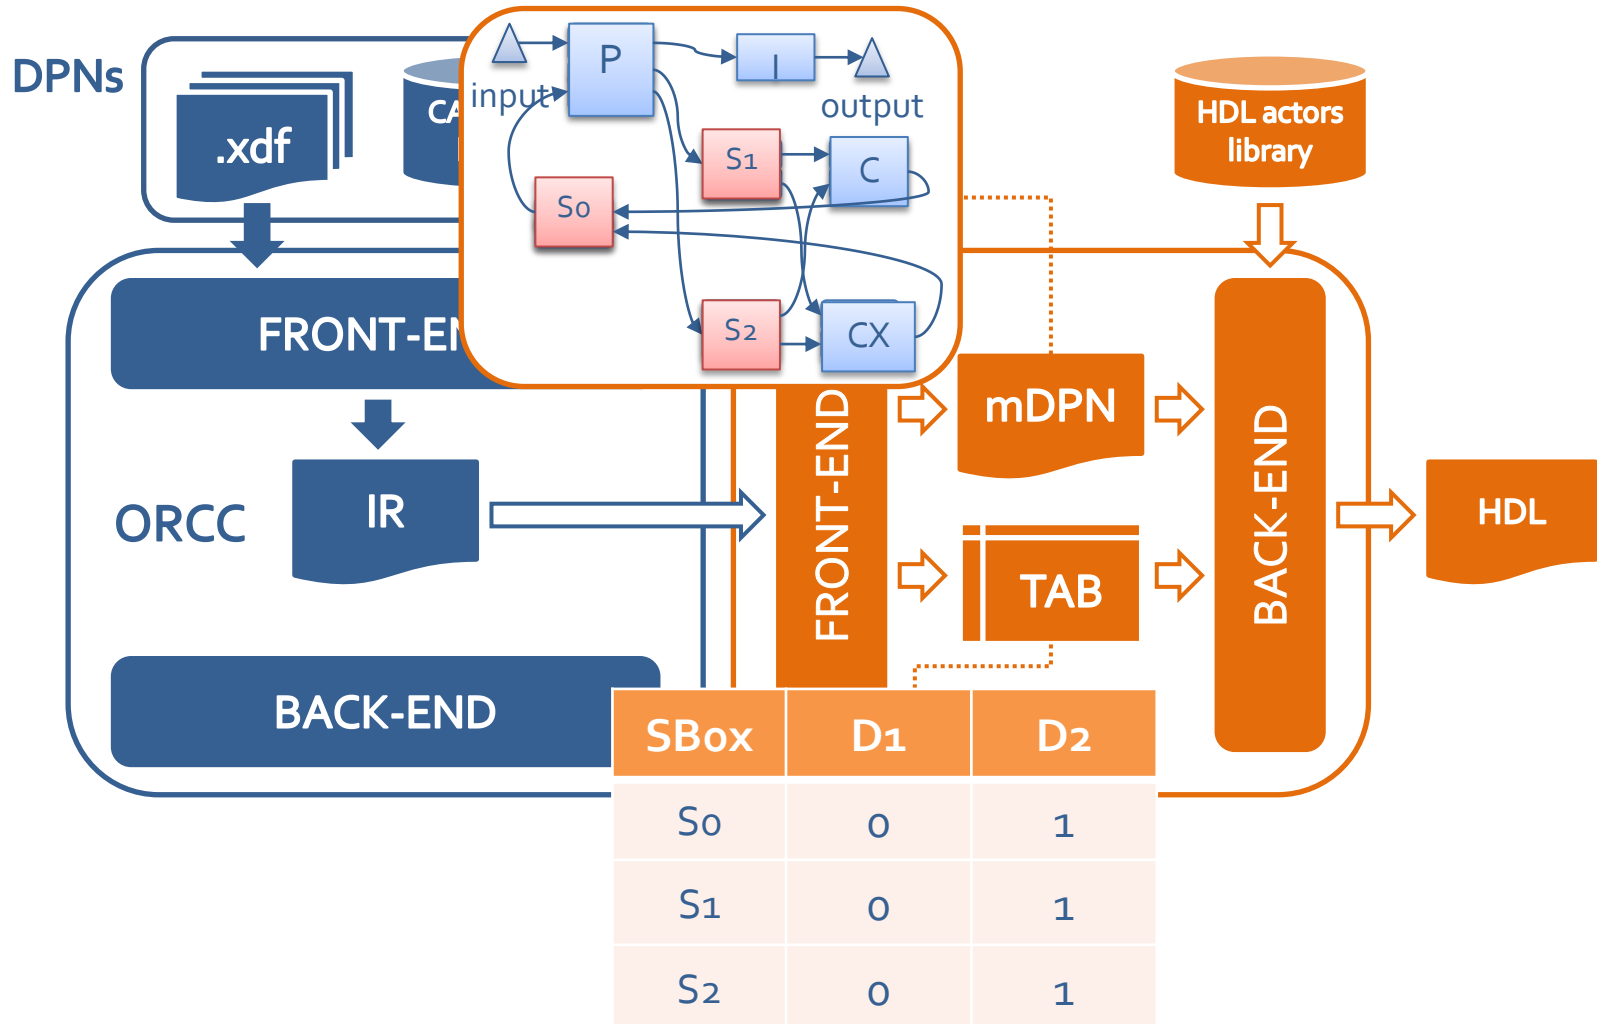 DPNs
.xdf
CA
input
P
I
output
S1
C
S0
S2
CX
HDL actors
library
FRONT-EN
ORCC
IR
BACK-END
FRONT-END
mDPN
TAB
BACK-END
HDL
SBox D1 D2
S0 0 1
S1 0 1
S2 0 1